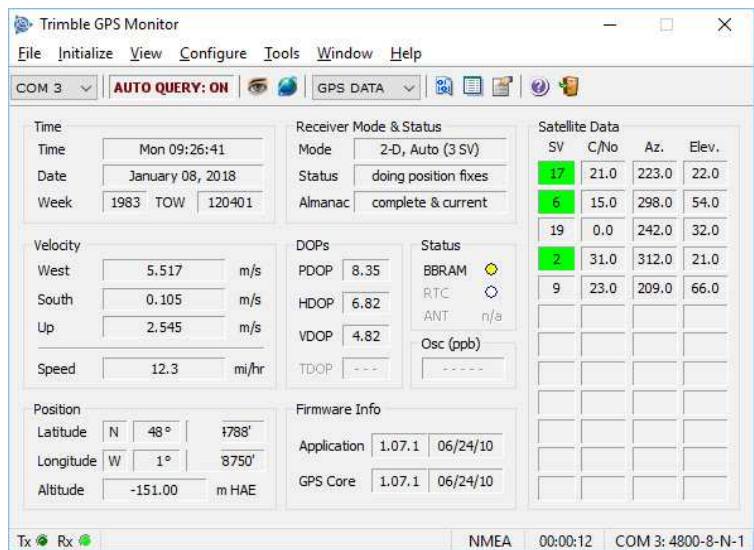 Trimble GPS Monitor
File Initialize View Configure Tools Window Help
COM 3 AUTO QUERY: ON GPS DATA
Time
Time Mon 09:26:41
Date January 08, 2018
Week 1983 TOW 120401
Receiver Mode & Status
Mode 2-D, Auto (3 SV)
Status doing position fixes
Almanac complete & current
Satellite Data
SV C/No Az. Elev.
17 21.0 223.0 22.0
6 15.0 298.0 54.0
19 0.0 242.0 32.0
2 31.0 312.0 21.0
9 23.0 209.0 66.0
Velocity
West 5.517 m/s
South 0.105 m/s
Up 2.545 m/s
Speed 12.3 mi/hr
DOPs
PDOP 8.35
HDOP 6.82
VDOP 4.82
TDOP ---
Status
BBRAM
RTC
ANT n/a
Osc (ppb)
-----
Position
Latitude N 48° 4788'
Longitude W 1° 8750'
Altitude -151.00 m HAE
Firmware Info
Application 1.07.1 06/24/10
GPS Core 1.07.1 06/24/10
Tx Rx NMEA 00:00:12 COM 3: 4800-8-N-1